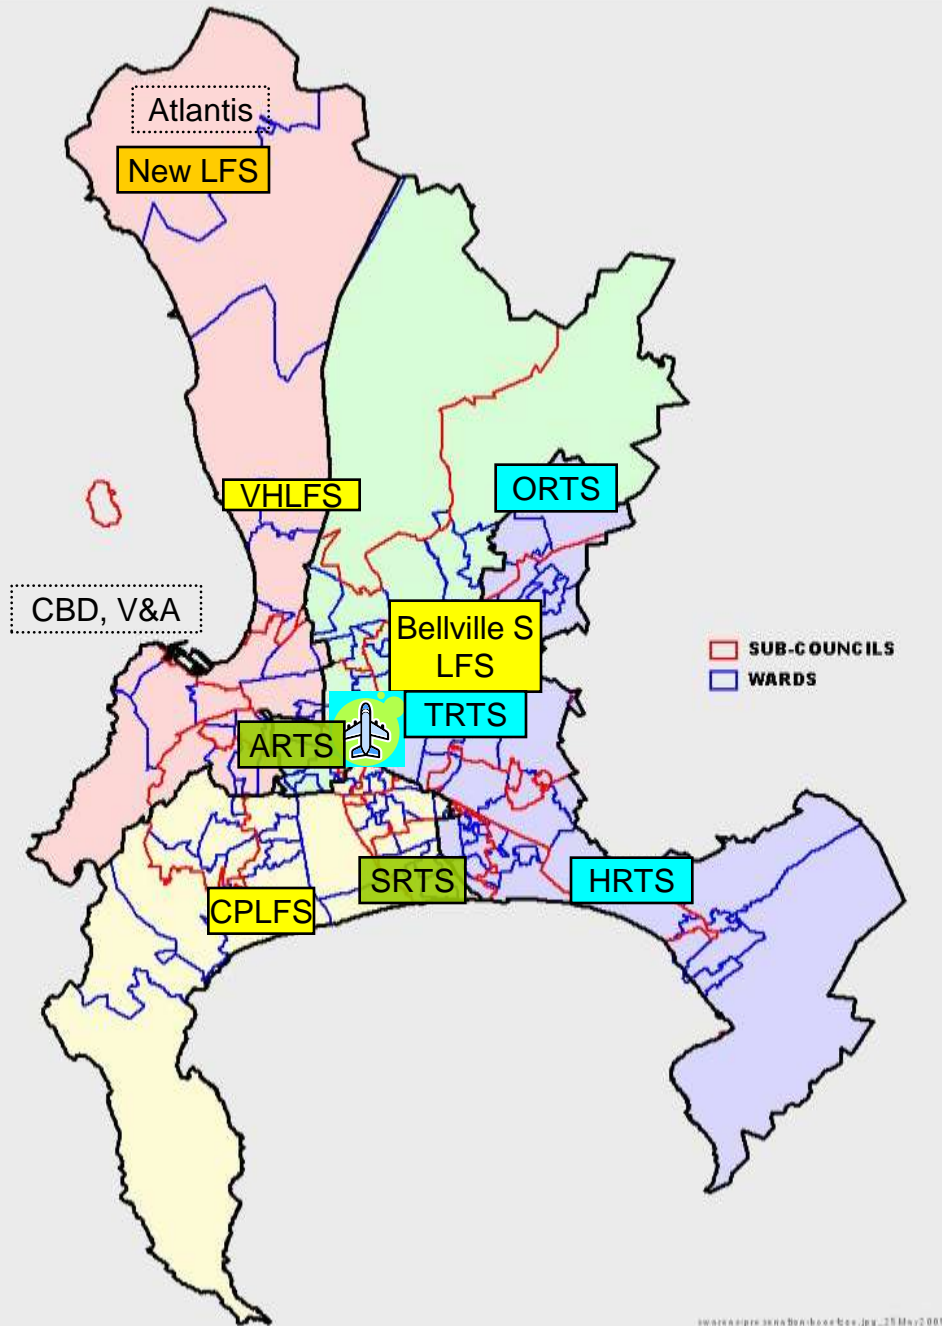 Atlantis
New LFS
VHLFS
ORTS
CBD, V&A
Bellville S
LFS
SUB-COUNCILS
WARDS
TRTS
ARTS
SRTS
HRTS
CPLFS